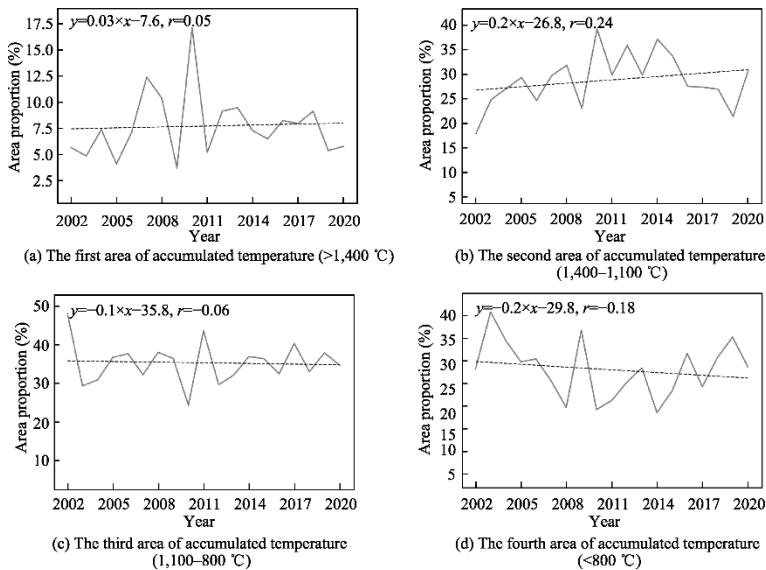 y=0.03×x−7.6, r=0.05
17.5
15.0
12.5
10.0
7.5
5.0
2.5
Area proportion (%)
2002 2005 2008 2011 2014 2017 2020
Year
(a) The first area of accumulated temperature (>1,400 ℃)
y=0.2×x−26.8, r=0.24
40
35
30
25
20
15
10
5
Area proportion (%)
2002 2005 2008 2011 2014 2017 2020
Year
(b) The second area of accumulated temperature
(1,400–1,100 ℃)
y=−0.1×x−35.8, r=−0.06
50
40
30
20
10
Area proportion (%)
2002 2005 2008 2011 2014 2017 2020
Year
(c) The third area of accumulated temperature
(1,100–800 ℃)
y=−0.2×x−29.8, r=−0.18
40
35
30
25
20
15
10
5
Area proportion (%)
2002 2005 2008 2011 2014 2017 2020
Year
(d) The fourth area of accumulated temperature
(<800 ℃)